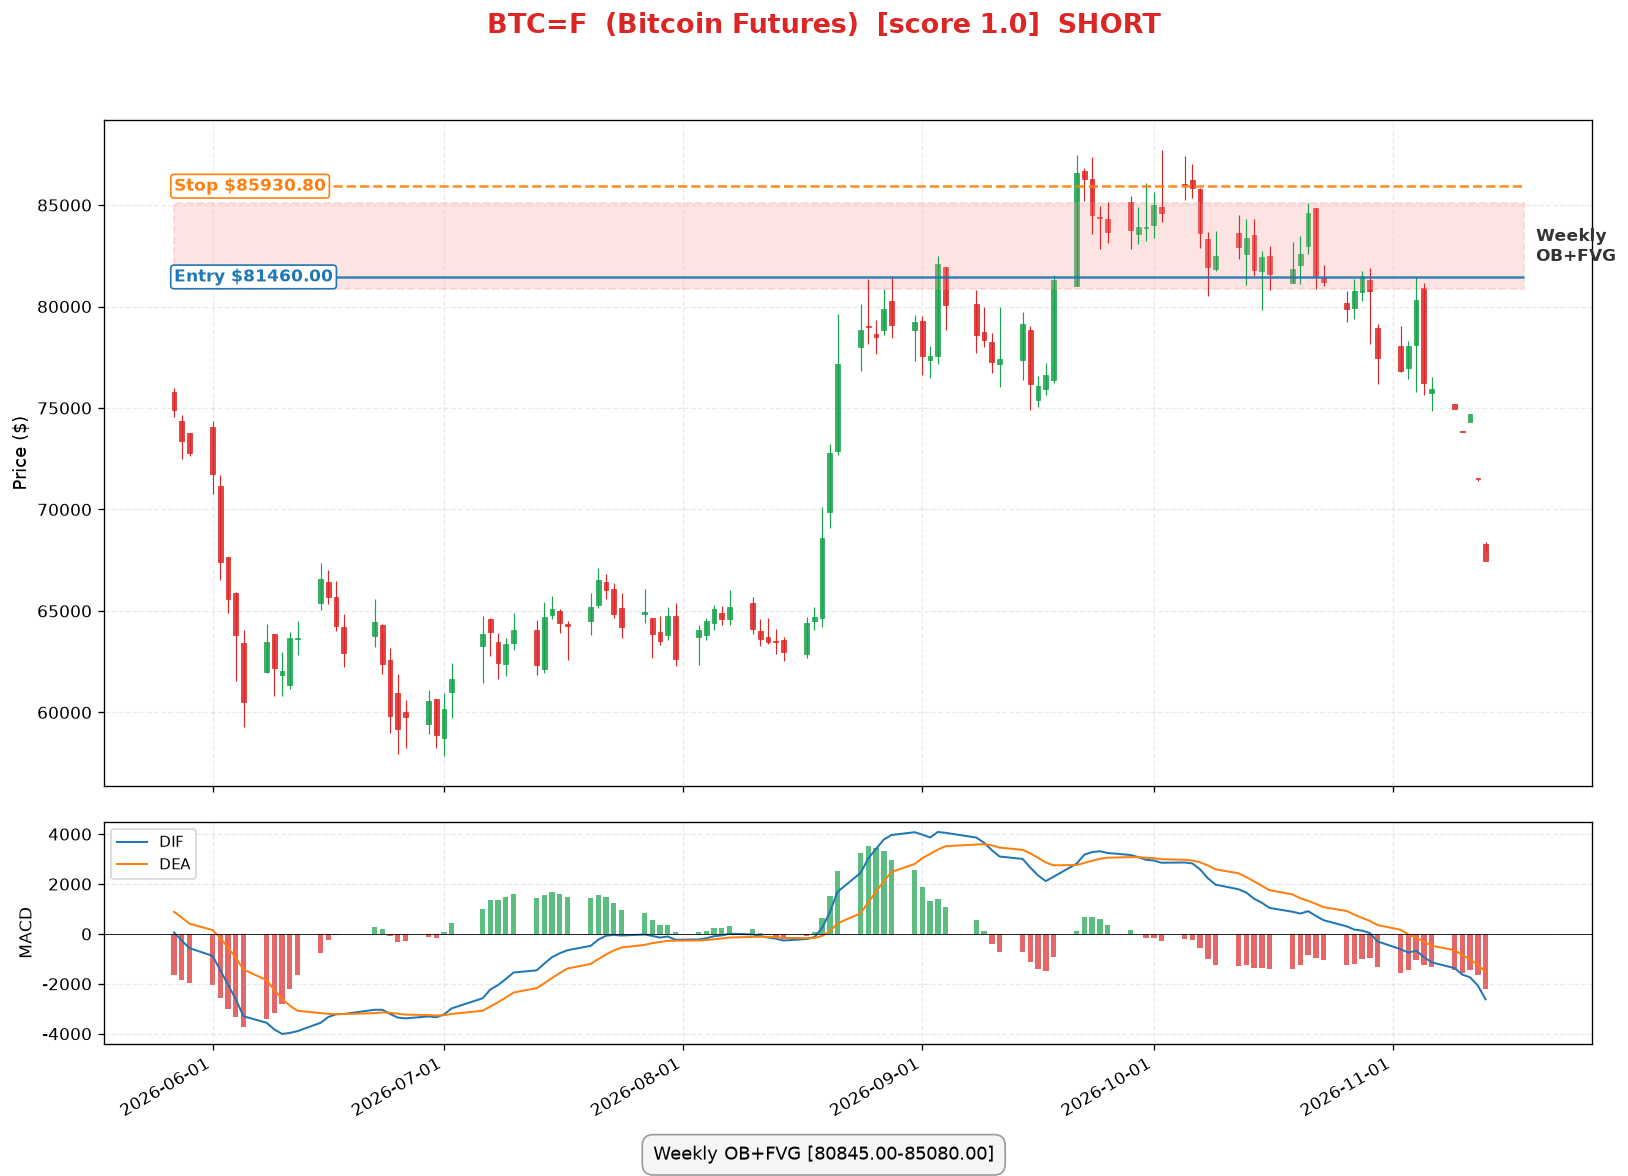 BTC=F  (Bitcoin Futures)  [score 1.0]  SHORT
Stop $85930.80
Entry $81460.00
Weekly
OB+FVG
Price ($)
85000
80000
75000
70000
65000
60000
DIF
DEA
MACD
4000
2000
0
-2000
-4000
2026-06-01
2026-07-01
2026-08-01
2026-09-01
2026-10-01
2026-11-01
Weekly OB+FVG [80845.00-85080.00]